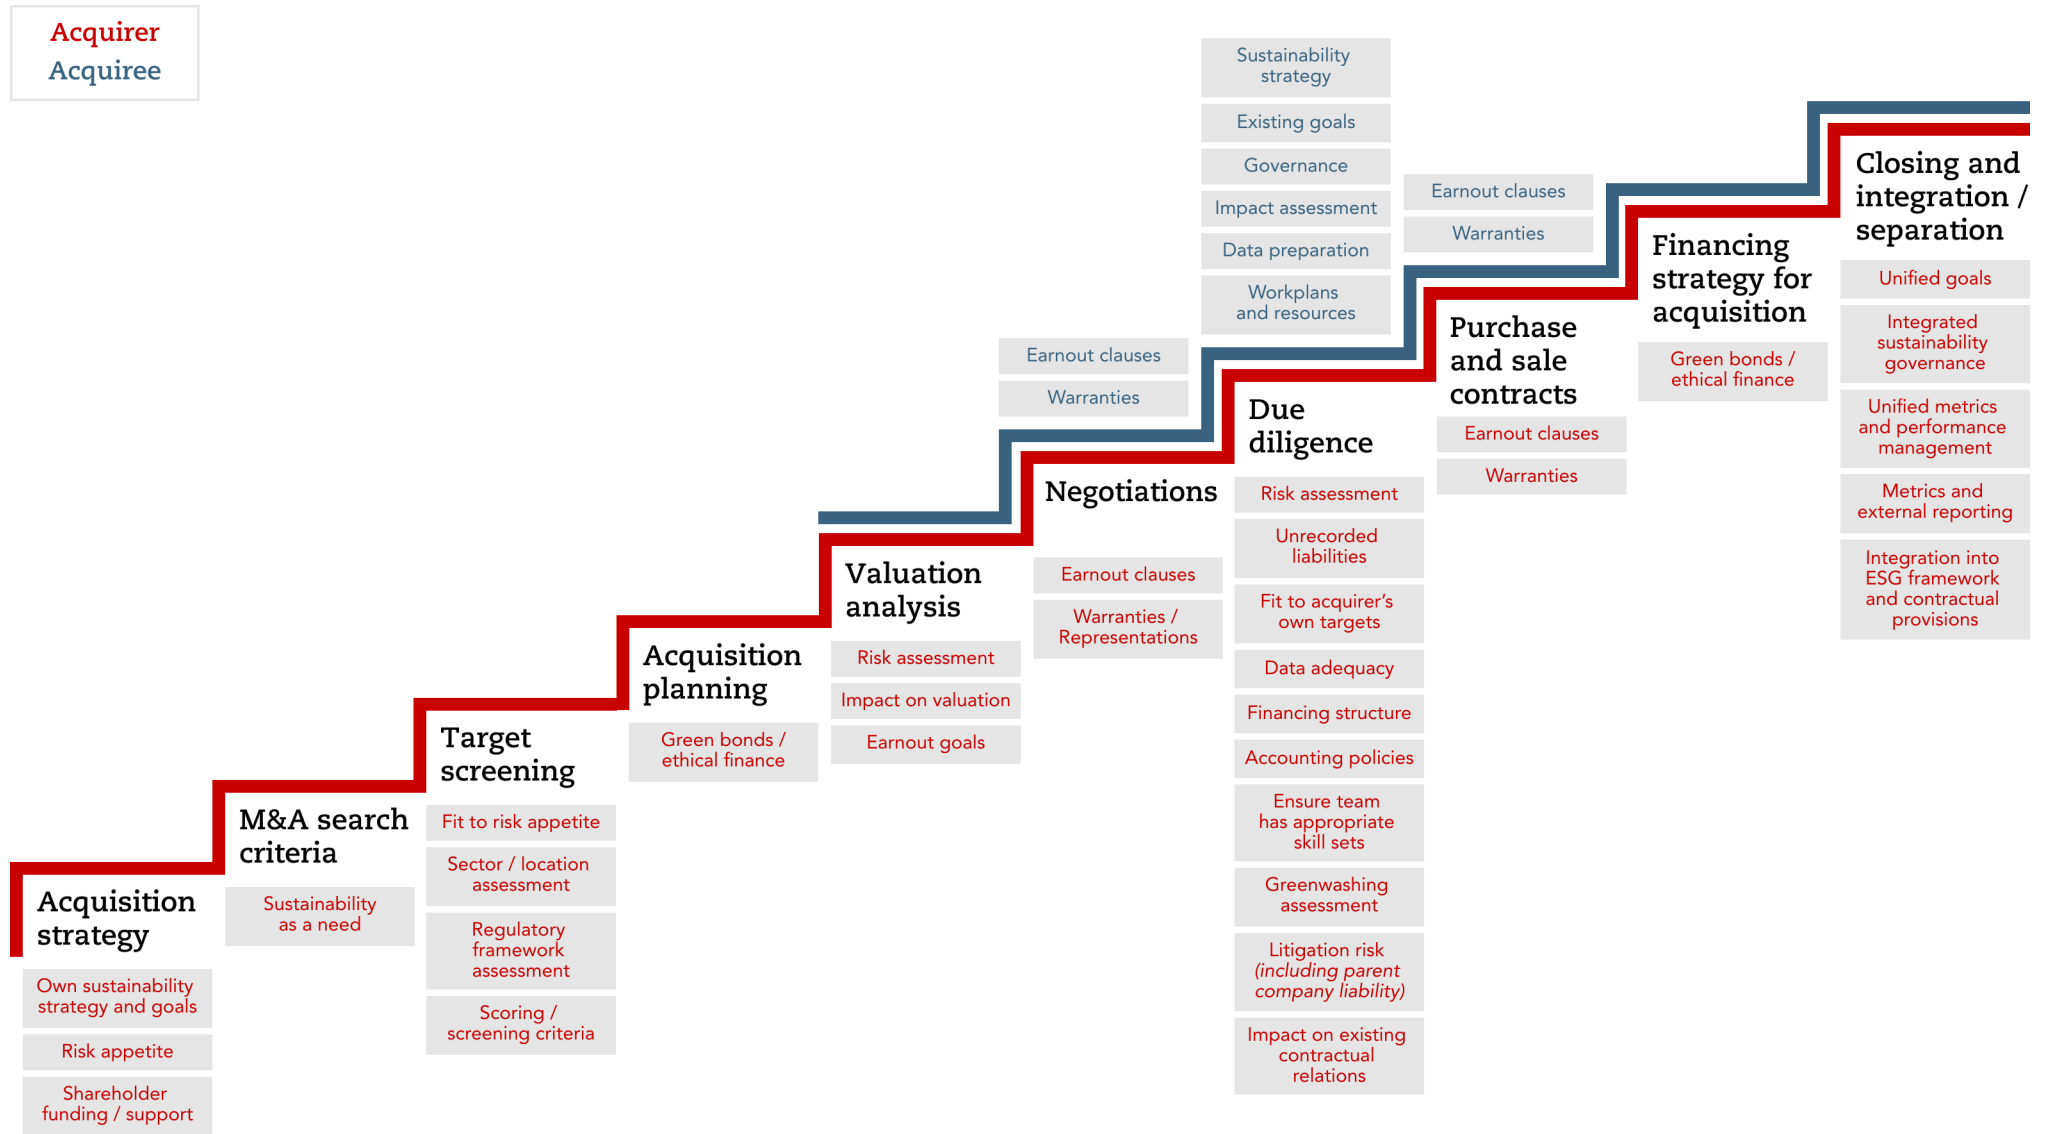 Acquirer
Acquiree
Acquisition
strategy
Own sustainability
strategy and goals
Risk appetite
Shareholder
funding / support
M&A search
criteria
Sustainability
as a need
Target
screening
Fit to risk appetite
Sector / location
assessment
Regulatory
framework
assessment
Scoring /
screening criteria
Acquisition
planning
Green bonds /
ethical finance
Valuation
analysis
Risk assessment
Impact on valuation
Earnout goals
Earnout clauses
Warranties
Negotiations
Earnout clauses
Warranties /
Representations
Sustainability
strategy
Existing goals
Governance
Impact assessment
Data preparation
Workplans
and resources
Due
diligence
Risk assessment
Unrecorded
liabilities
Fit to acquirer’s
own targets
Data adequacy
Financing structure
Accounting policies
Ensure team
has appropriate
skill sets
Greenwashing
assessment
Litigation risk
(including parent
company liability)
Impact on existing
contractual
relations
Earnout clauses
Warranties
Purchase
and sale
contracts
Earnout clauses
Warranties
Financing
strategy for
acquisition
Green bonds /
ethical finance
Closing and
integration /
separation
Unified goals
Integrated
sustainability
governance
Unified metrics
and performance
management
Metrics and
external reporting
Integration into
ESG framework
and contractual
provisions